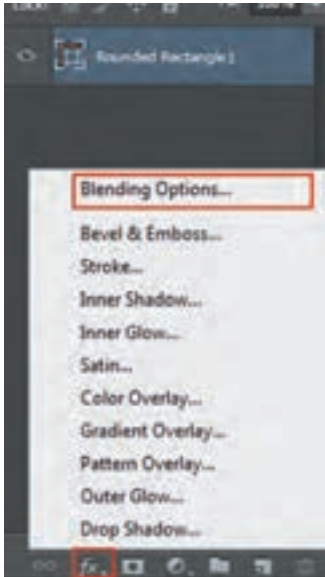 Rounded Rectangle 1
Blending Options...
Bevel & Emboss...
Stroke...
Inner Shadow...
Inner Glow...
Satin...
Color Overlay...
Gradient Overlay...
Pattern Overlay...
Outer Glow...
Drop Shadow...
fx.